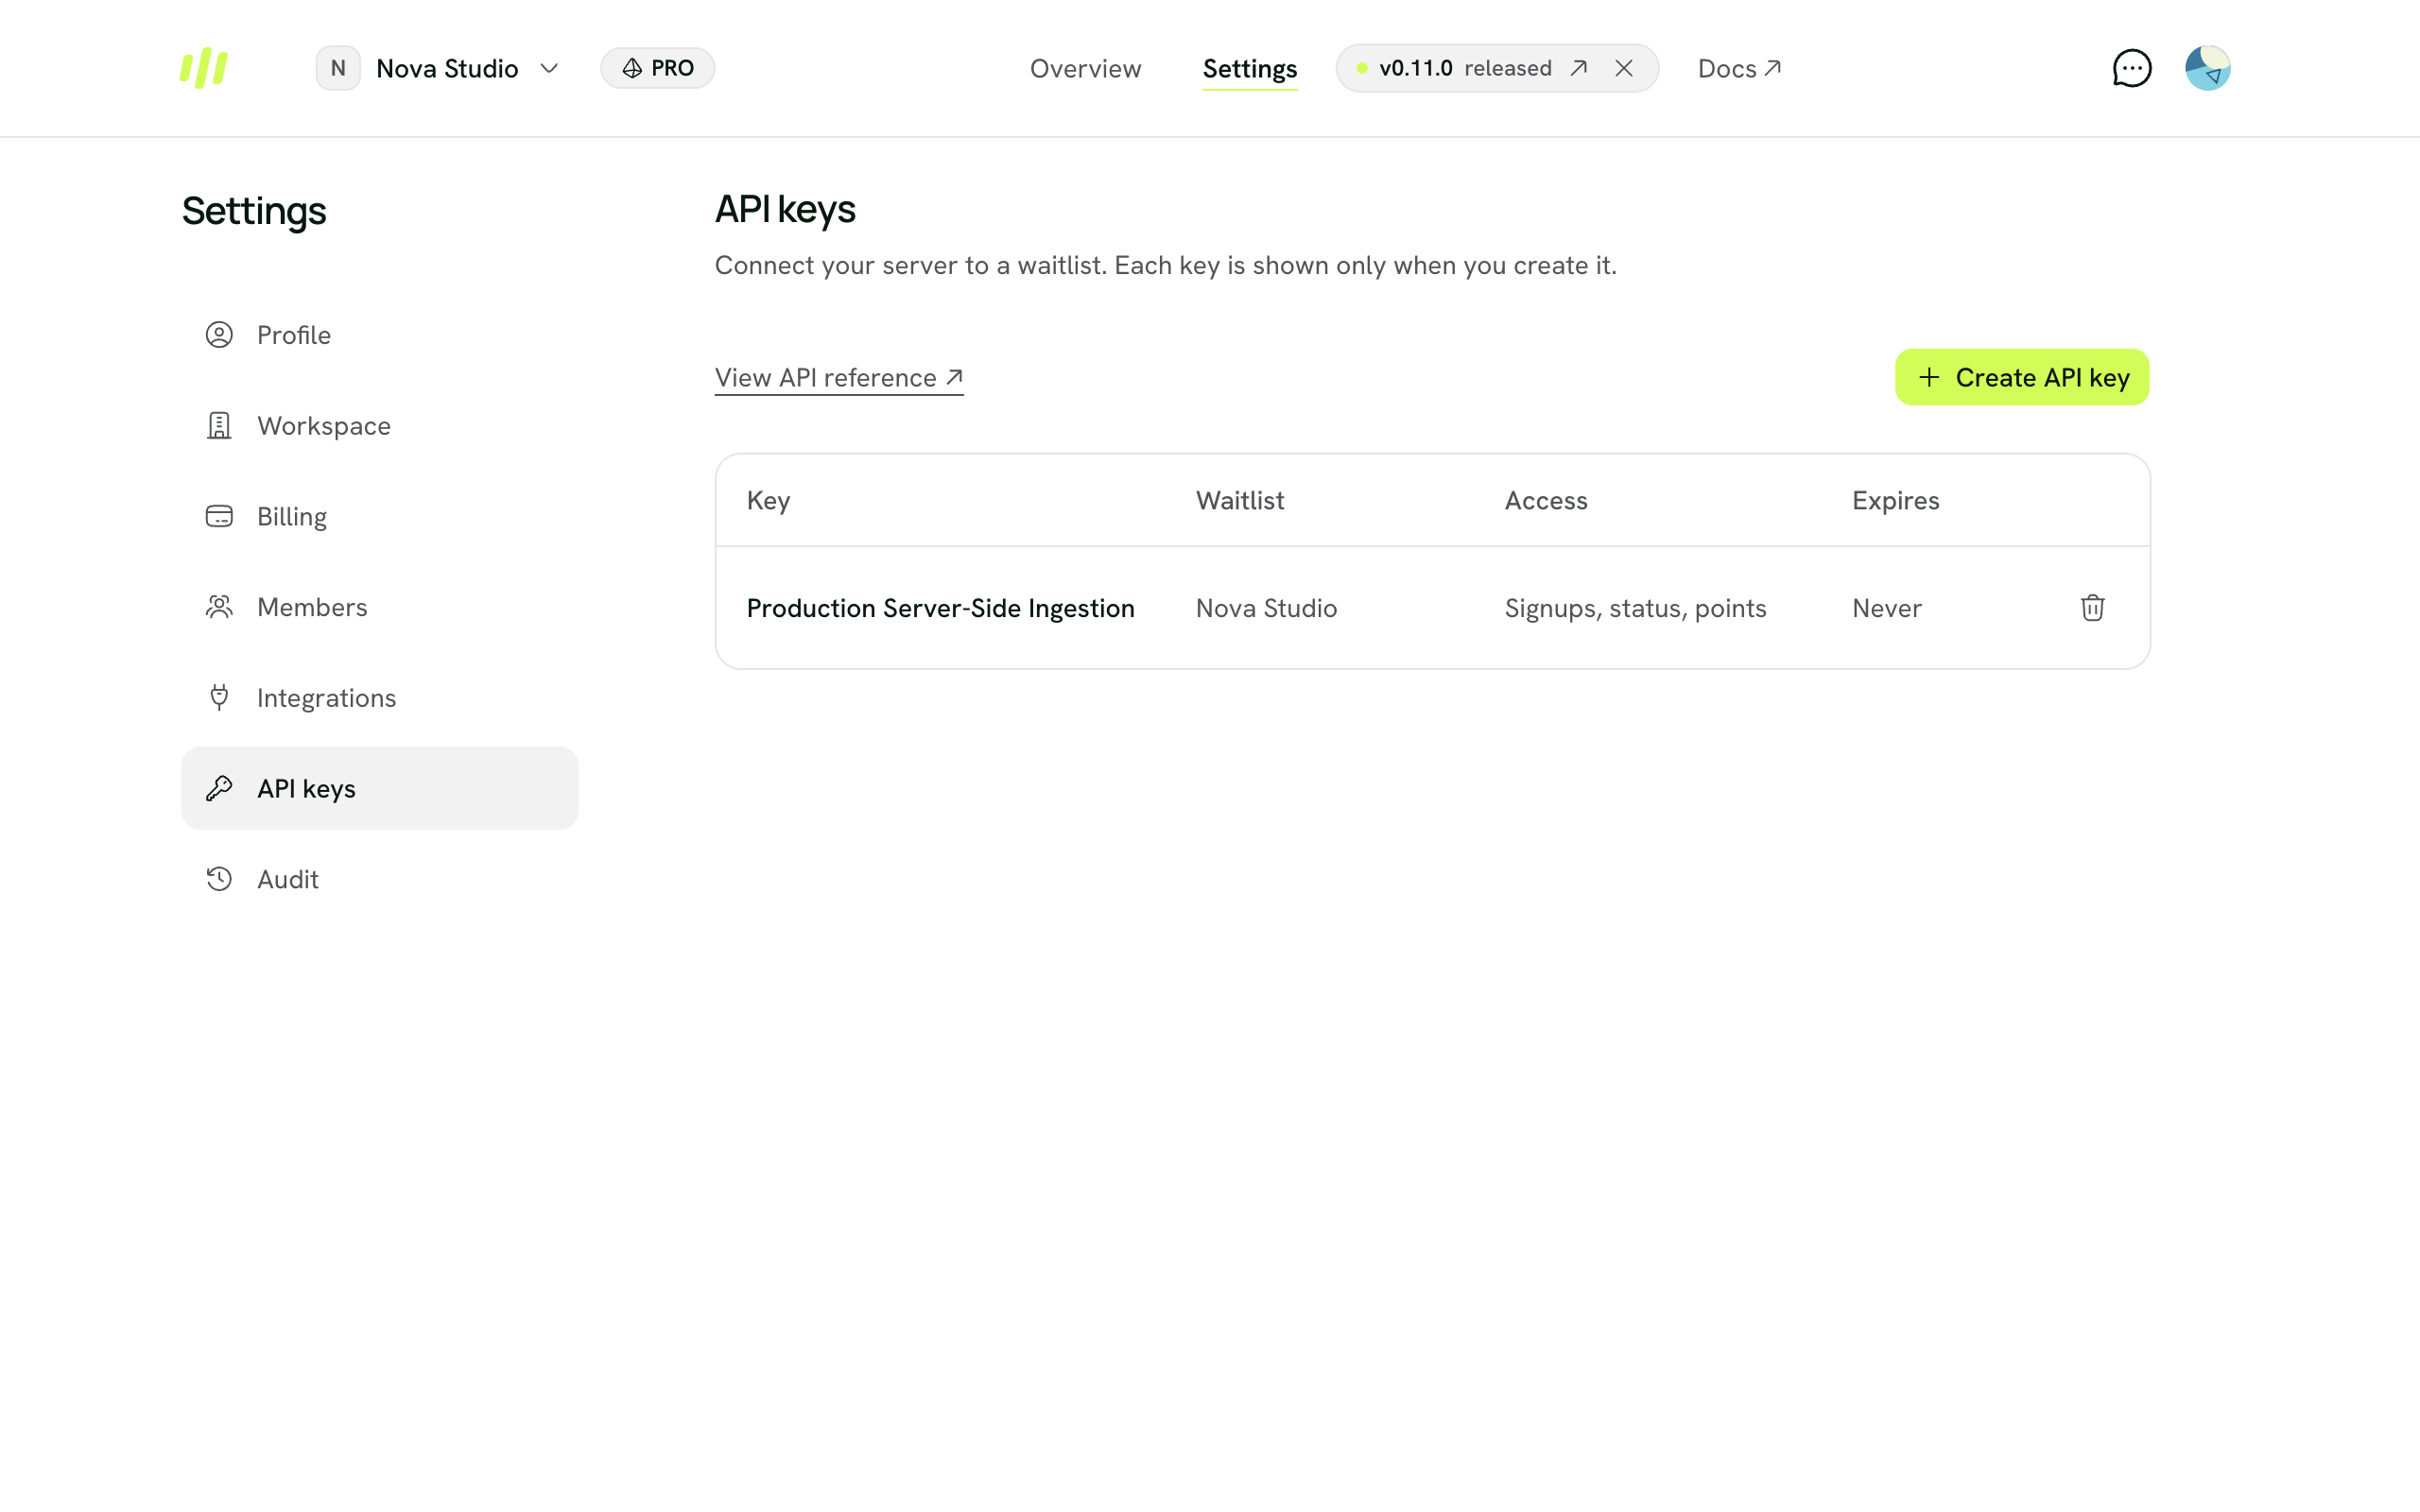 N Nova Studio PRO Overview Settings v0.11.0 released Docs
Settings
Profile
Workspace
Billing
Members
Integrations
API keys
Audit
API keys
Connect your server to a waitlist. Each key is shown only when you create it.
View API reference
Create API key
Key Waitlist Access Expires
Production Server-Side Ingestion Nova Studio Signups, status, points Never